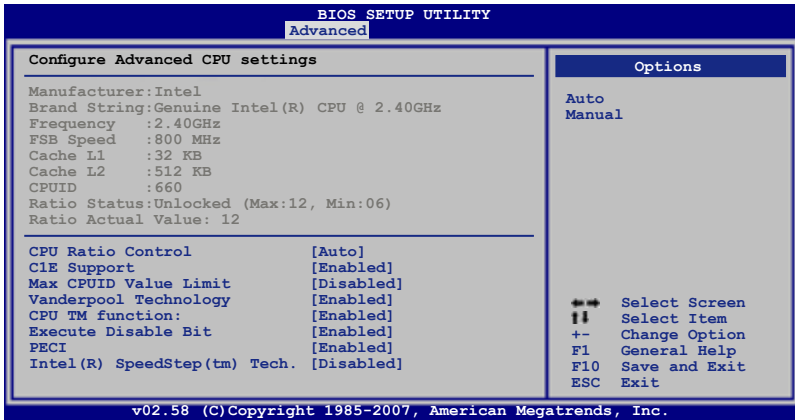 BIOS SETUP UTILITY
Advanced
Configure Advanced CPU settings
Manufacturer:Intel
Brand String:Genuine Intel(R) CPU @ 2.40GHz
Frequency :2.40GHz
FSB Speed :800 MHz
Cache L1 :32 KB
Cache L2 :512 KB
CPUID :660
Ratio Status:Unlocked (Max:12, Min:06)
Ratio Actual Value: 12
CPU Ratio Control [Auto]
C1E Support [Enabled]
Max CPUID Value Limit [Disabled]
Vanderpool Technology [Enabled]
CPU TM function: [Enabled]
Execute Disable Bit [Enabled]
PECI [Enabled]
Intel(R) SpeedStep(tm) Tech. [Disabled]
Options
Auto
Manual
←→ Select Screen
↑↓ Select Item
+- Change Option
F1 General Help
F10 Save and Exit
ESC Exit
v02.58 (C)Copyright 1985-2007, American Megatrends, Inc.